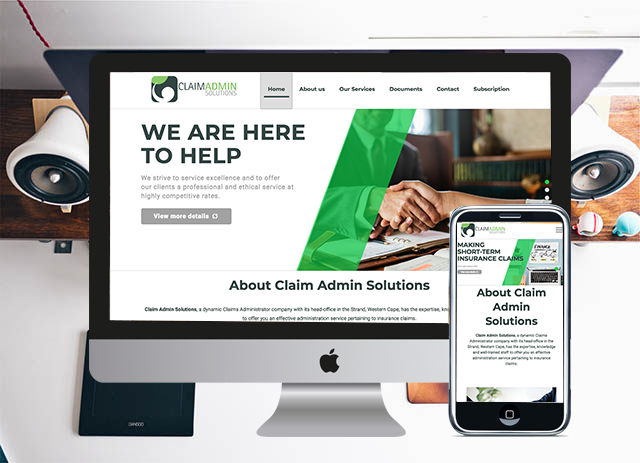 CLAIMADMIN
SOLUTIONS
Home About us Our Services Documents Contact Subscription
WE ARE HERE
TO HELP
We strive to service excellence and to offer
our clients a professional and ethical service at
highly competitive rates.
View more details
About Claim Admin Solutions
Claim Admin Solutions, a dynamic Claims Administrator company with its head-office in the Strand, Western Cape, has the expertise,
to offer you an effective administration service pertaining to insurance claims.
BAMBOO
CLAIMADMIN
SOLUTIONS
MAKING
SHORT-TERM
INSURANCE CLAIMS
About Claim
Admin
Solutions
Claim Admin Solutions, a dynamic Claims
Administrator company with its head-office in the
Strand, Western Cape, has the expertise, knowledge
and well-trained staff to offer you an effective
administration service pertaining to insurance
claims.